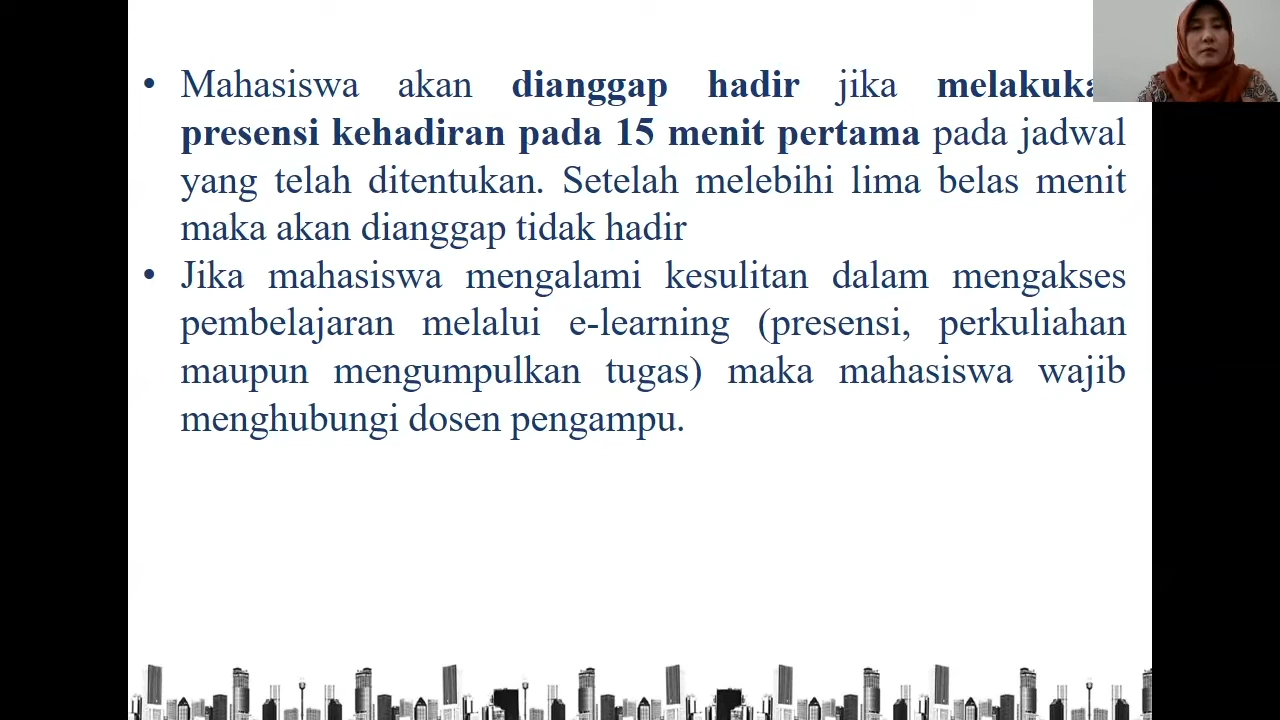 • Mahasiswa akan dianggap hadir jika
presensi kehadiran pada 15 menit pertama pada jadwal
yang telah ditentukan. Setelah melebihi lima belas menit
maka akan dianggap tidak hadir
• Jika mahasiswa mengalami kesulitan dalam mengakses
pembelajaran melalui e-learning (presensi, perkuliahan
maupun mengumpulkan tugas) maka mahasiswa wajib
menghubungi dosen pengampu.